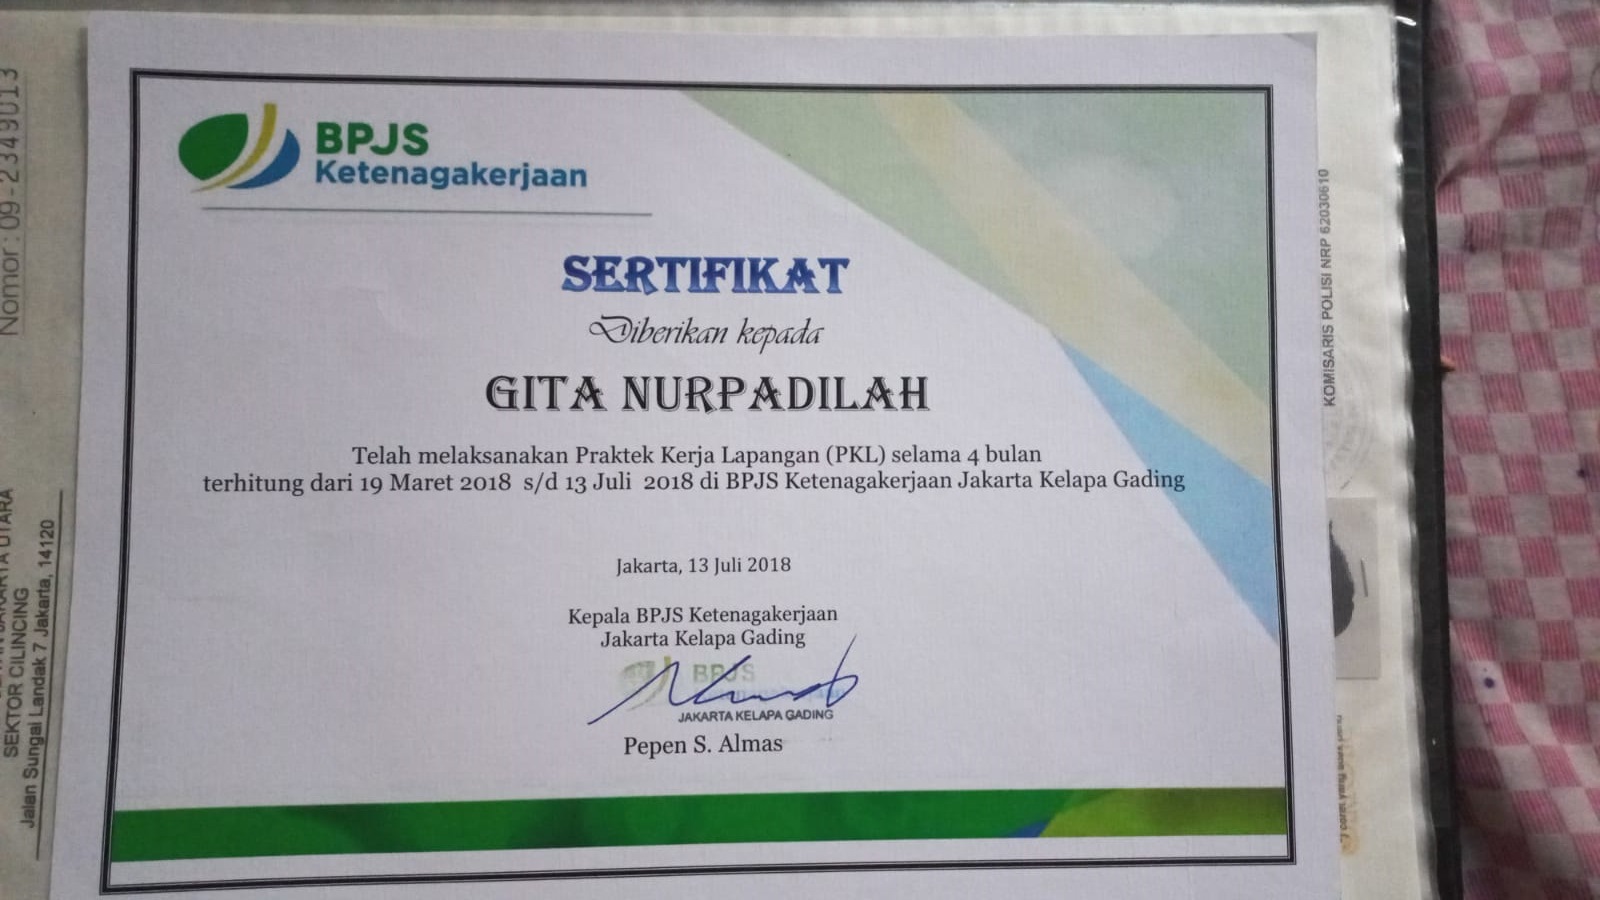 BPJS
Ketenagakerjaan
SERTIFIKAT
Diberikan kepada
GITA NURPADILAH
Telah melaksanakan Praktek Kerja Lapangan (PKL) selama 4 bulan
terhitung dari 19 Maret 2018 s/d 13 Juli 2018 di BPJS Ketenagakerjaan Jakarta Kelapa Gading
Jakarta, 13 Juli 2018
Kepala BPJS Ketenagakerjaan
Jakarta Kelapa Gading
BPJS
JAKARTA KELAPA GADING
Pepen S. Almas
Nomor: 09-2349013
JAKARTA UTARA
SEKTOR CILINCING
Jalan Sungai Landak 7 Jakarta, 14120
KOMISARIS POLISI NRP 62030610